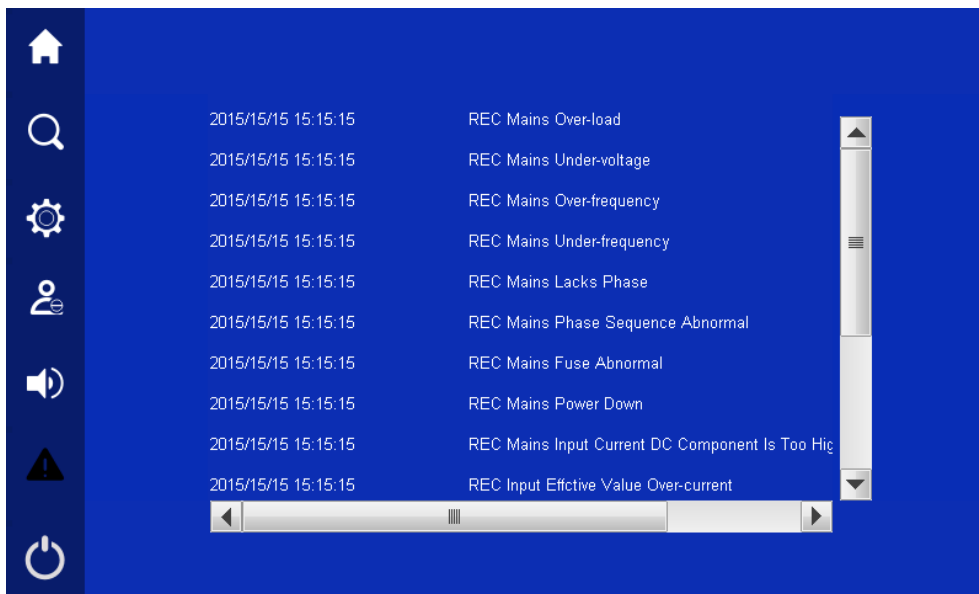 2015/15/15 15:15:15 REC Mains Over-load
2015/15/15 15:15:15 REC Mains Under-voltage
2015/15/15 15:15:15 REC Mains Over-frequency
2015/15/15 15:15:15 REC Mains Under-frequency
2015/15/15 15:15:15 REC Mains Lacks Phase
2015/15/15 15:15:15 REC Mains Phase Sequence Abnormal
2015/15/15 15:15:15 REC Mains Fuse Abnormal
2015/15/15 15:15:15 REC Mains Power Down
2015/15/15 15:15:15 REC Mains Input Current DC Component Is Too Hig
2015/15/15 15:15:15 REC Input Effctive Value Over-current